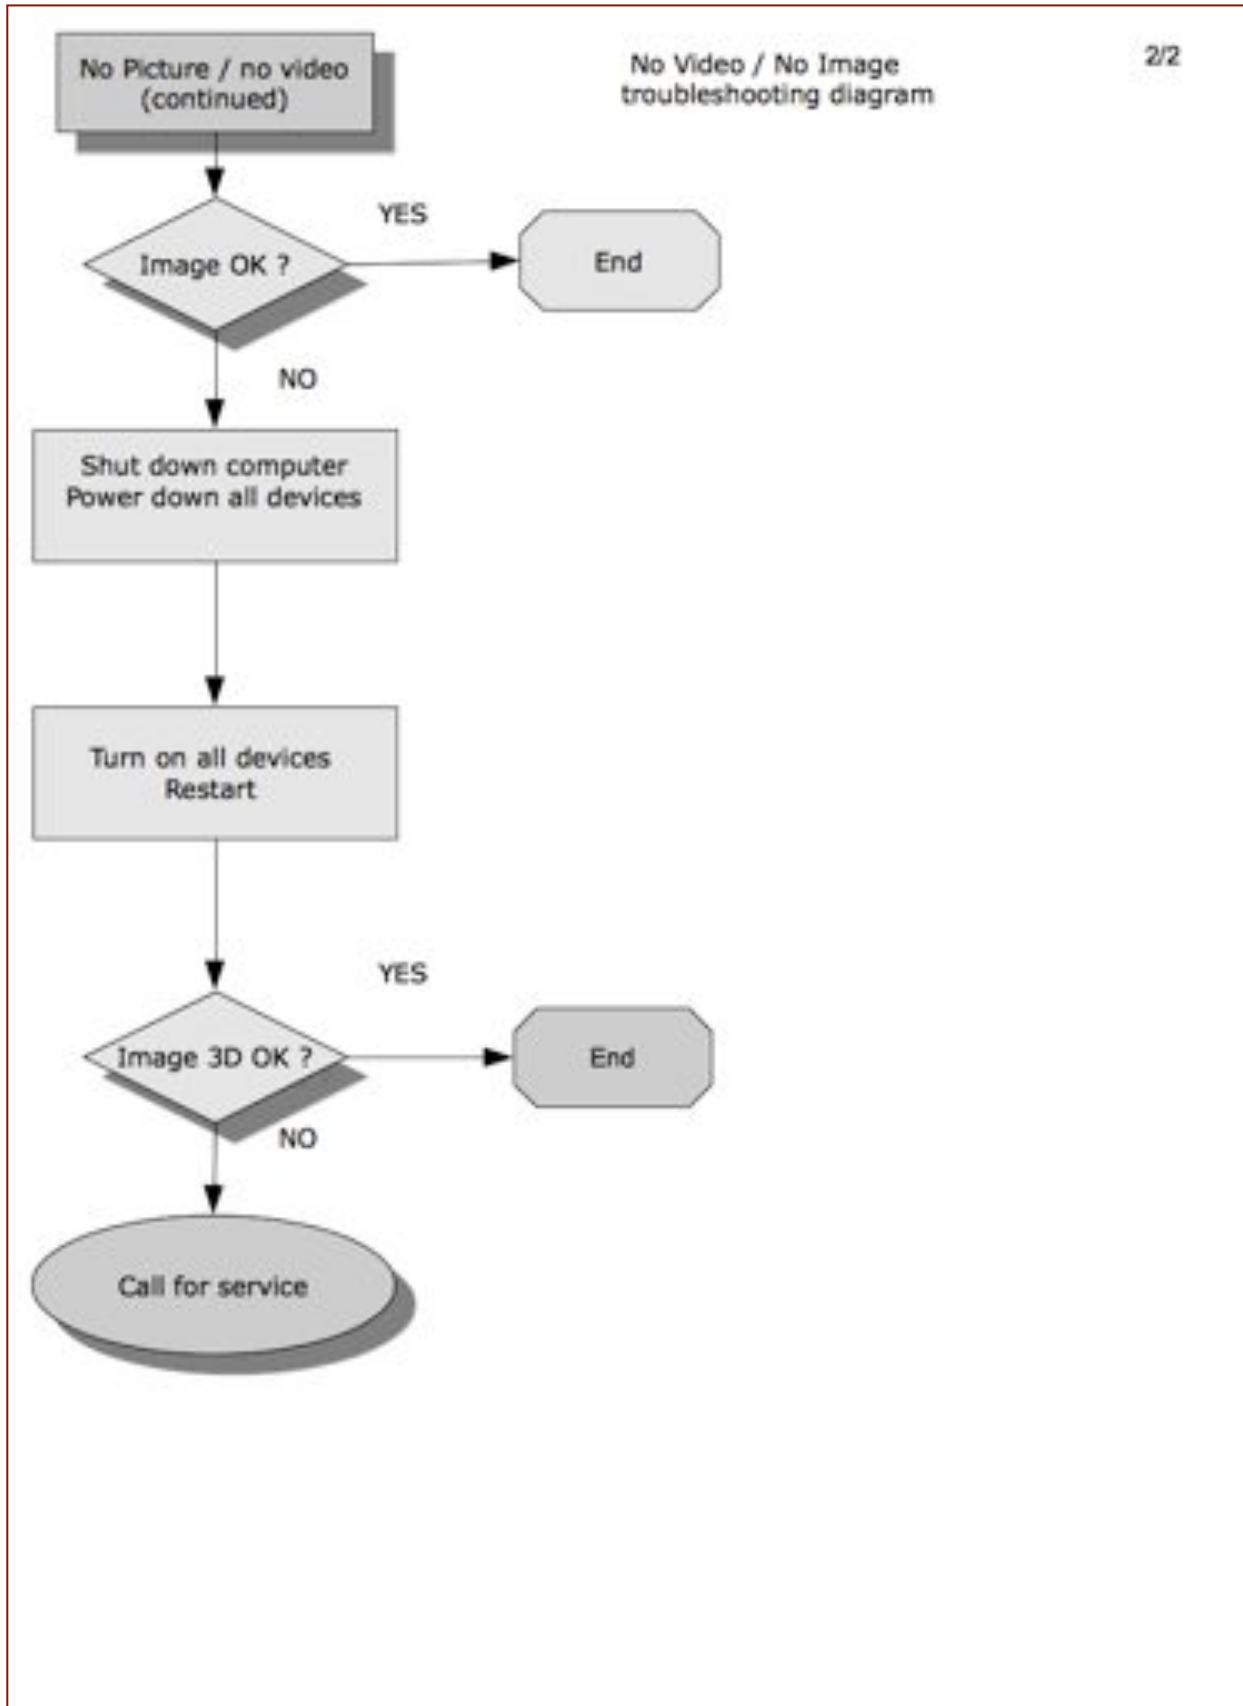 No Picture / no video
(continued)
No Video / No Image
troubleshooting diagram
2/2
Image OK ?
YES
End
NO
Shut down computer
Power down all devices
Turn on all devices
Restart
Image 3D OK ?
YES
End
NO
Call for service